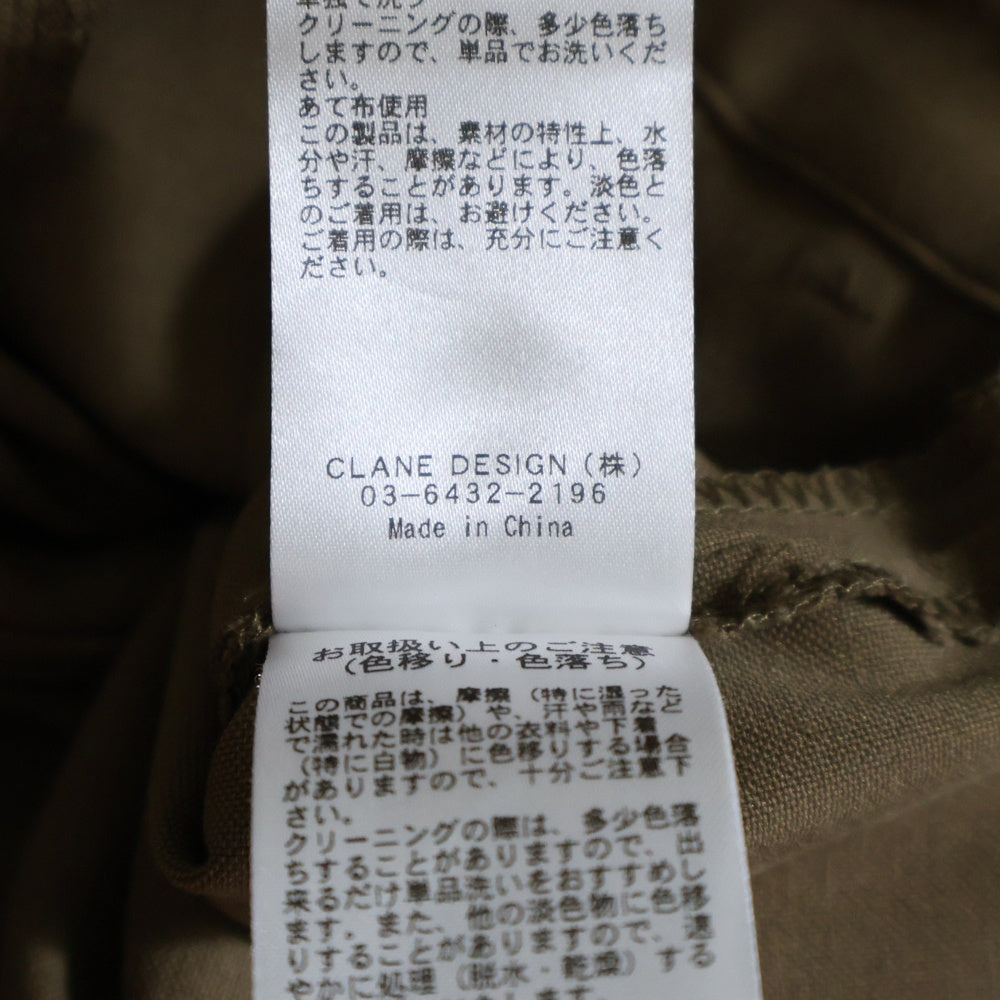 単独で洗う
クリーニングの際、多少色落ち
しますので、単品でお洗いくだ
さい。
あて布使用
この製品は、素材の特性上、水
分や汗、摩擦などにより、色落
ちすることがあります。淡色と
のご着用は、お避けください。
ご着用の際は、充分にご注意く
ださい。
CLANE DESIGN（株）
03-6432-2196
Made in China
お取扱い上のご注意
(色移り・色落ち)
この商品は、摩擦（特に湿った
状態での摩擦）や、汗や雨など
で濡れた時は他の衣料や下着
（特に白物）に色移りする場合
がありますので、十分ご注意下
さい。
クリーニングの際は、多少色落
ちすることがありますので、出
来るだけ単品洗いをおすすめし
ます。また、他の淡色物に色移
りすることがありますので、速
やかに処理（脱水・乾燥）する